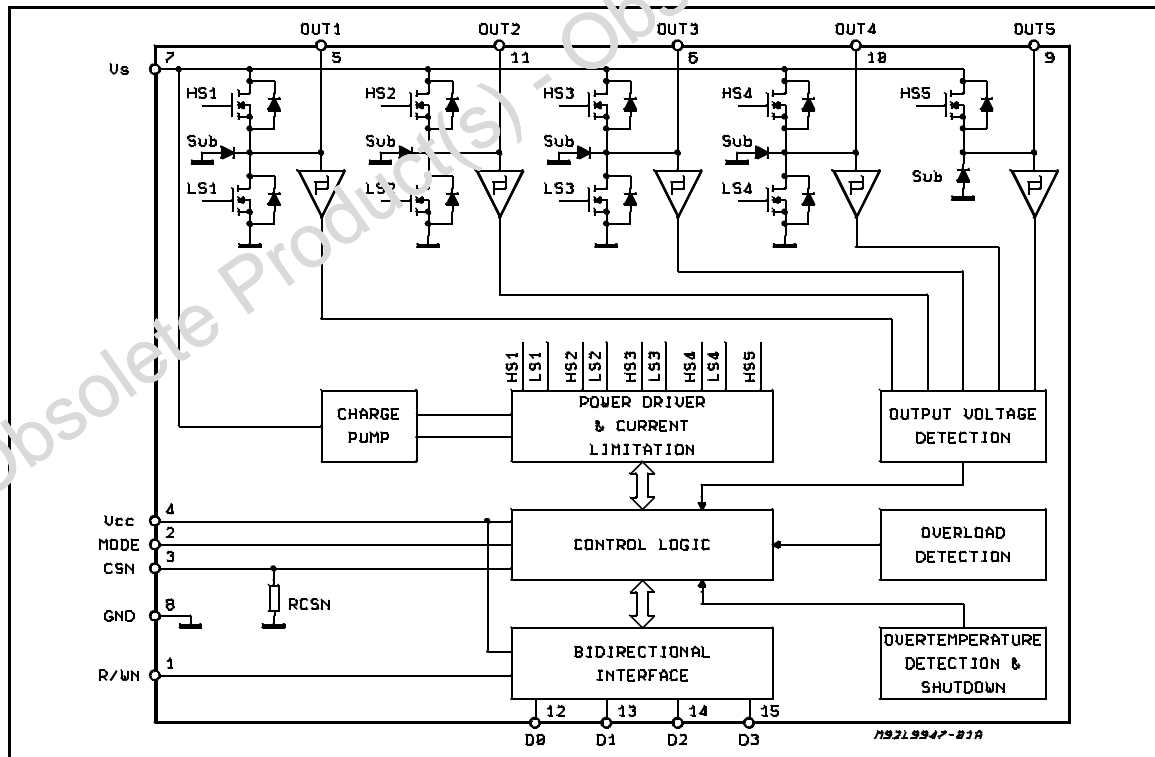 OUT1 OUT2 OUT3 OUT4 OUT5
7 5 11 6 10 9
Vs
HS1 HS2 HS3 HS4 HS5
Sub Sub Sub Sub
Sub
LS1 LS2 LS3 LS4
HS1 LS1 HS2 LS2 HS3 LS3 HS4 LS4 HS5
CHARGE
PUMP
POWER DRIVER
& CURRENT
LIMITATION
OUTPUT VOLTAGE
DETECTION
4
Vcc
2
MODE
3
CSN
CONTROL LOGIC
OVERLOAD
DETECTION
RCSN
8
GND
1
R/WN
BIDIRECTIONAL
INTERFACE
OVERTEMPERATURE
DETECTION &
SHUTDOWN
12 13 14 15
D0 D1 D2 D3
M92L9947-01A
Obsolete Product(s) - Obs